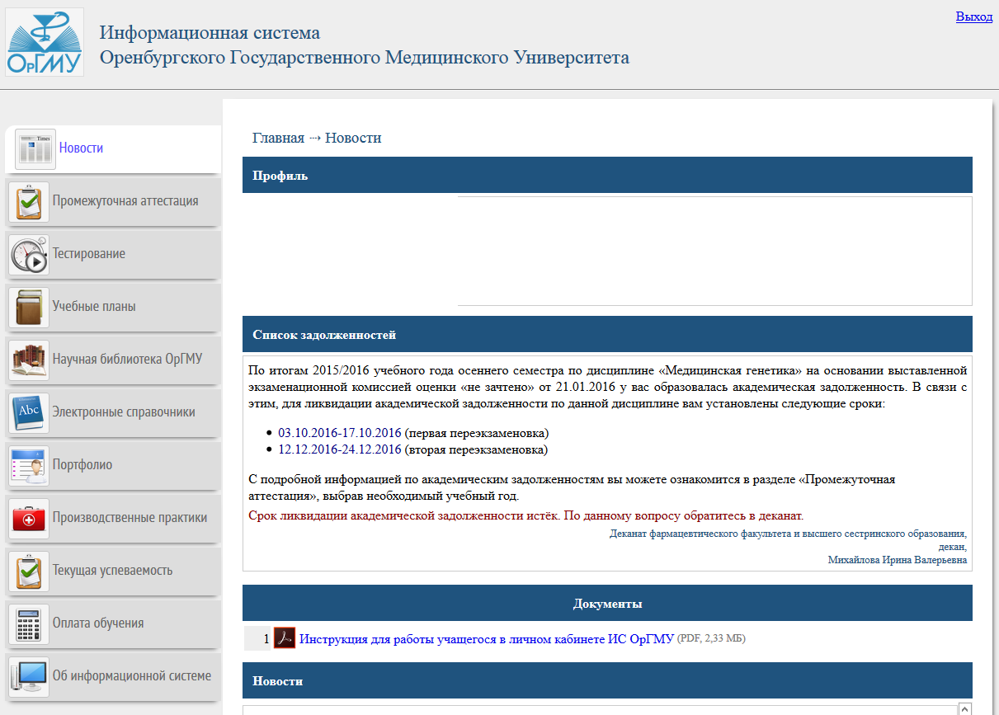 Выход
ОрГМУ
Информационная система
Оренбургского Государственного Медицинского Университета
Главная ⤏ Новости
Times
Новости
Промежуточная аттестация
Тестирование
Учебные планы
Научная библиотека ОрГМУ
Abc
Электронные справочники
Портфолио
Производственные практики
Текущая успеваемость
Оплата обучения
Об информационной системе
Профиль
Список задолженностей
По итогам 2015/2016 учебного года осеннего семестра по дисциплине «Медицинская генетика» на основании выставленной
экзаменационной комиссией оценки «не зачтено» от 21.01.2016 у вас образовалась академическая задолженность. В связи с
этим, для ликвидации академической задолженности по данной дисциплине вам установлены следующие сроки:
• 03.10.2016-17.10.2016 (первая переэкзаменовка)
• 12.12.2016-24.12.2016 (вторая переэкзаменовка)
С подробной информацией по академическим задолженностям вы можете ознакомится в разделе «Промежуточная
аттестация», выбрав необходимый учебный год.
Срок ликвидации академической задолженности истёк. По данному вопросу обратитесь в деканат.
Деканат фармацевтического факультета и высшего сестринского образования,
декан,
Михайлова Ирина Валерьевна
Документы
1 Инструкция для работы учащегося в личном кабинете ИС ОрГМУ (PDF, 2,33 МБ)
Новости